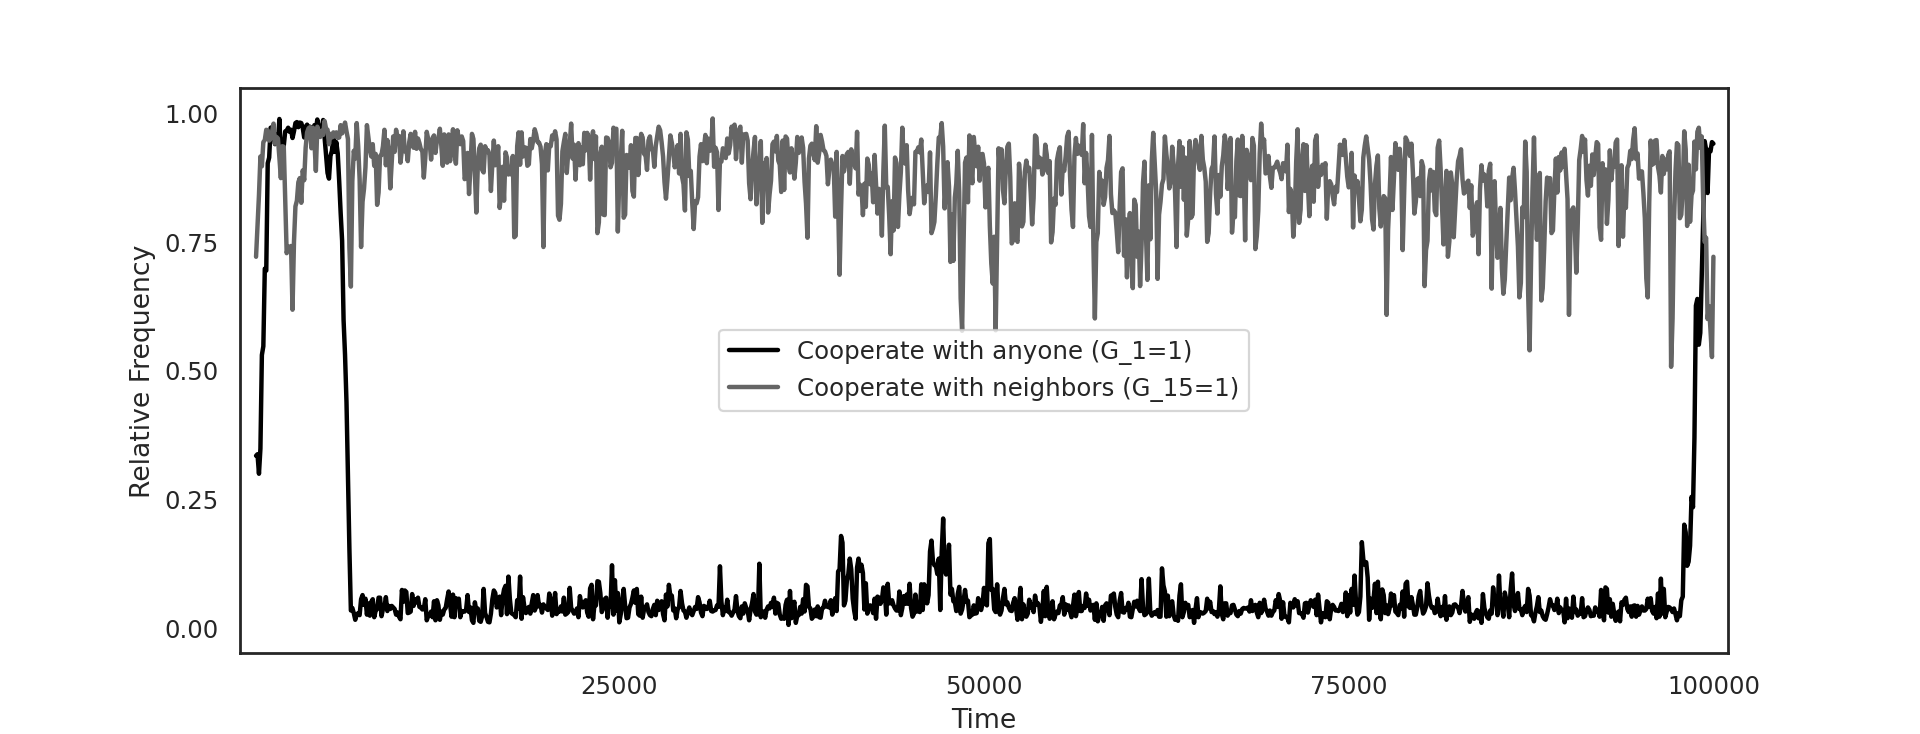 1.00
0.75
0.50
0.25
0.00
Relative Frequency
Cooperate with anyone (G_1=1)
Cooperate with neighbors (G_15=1)
25000
50000
75000
100000
Time